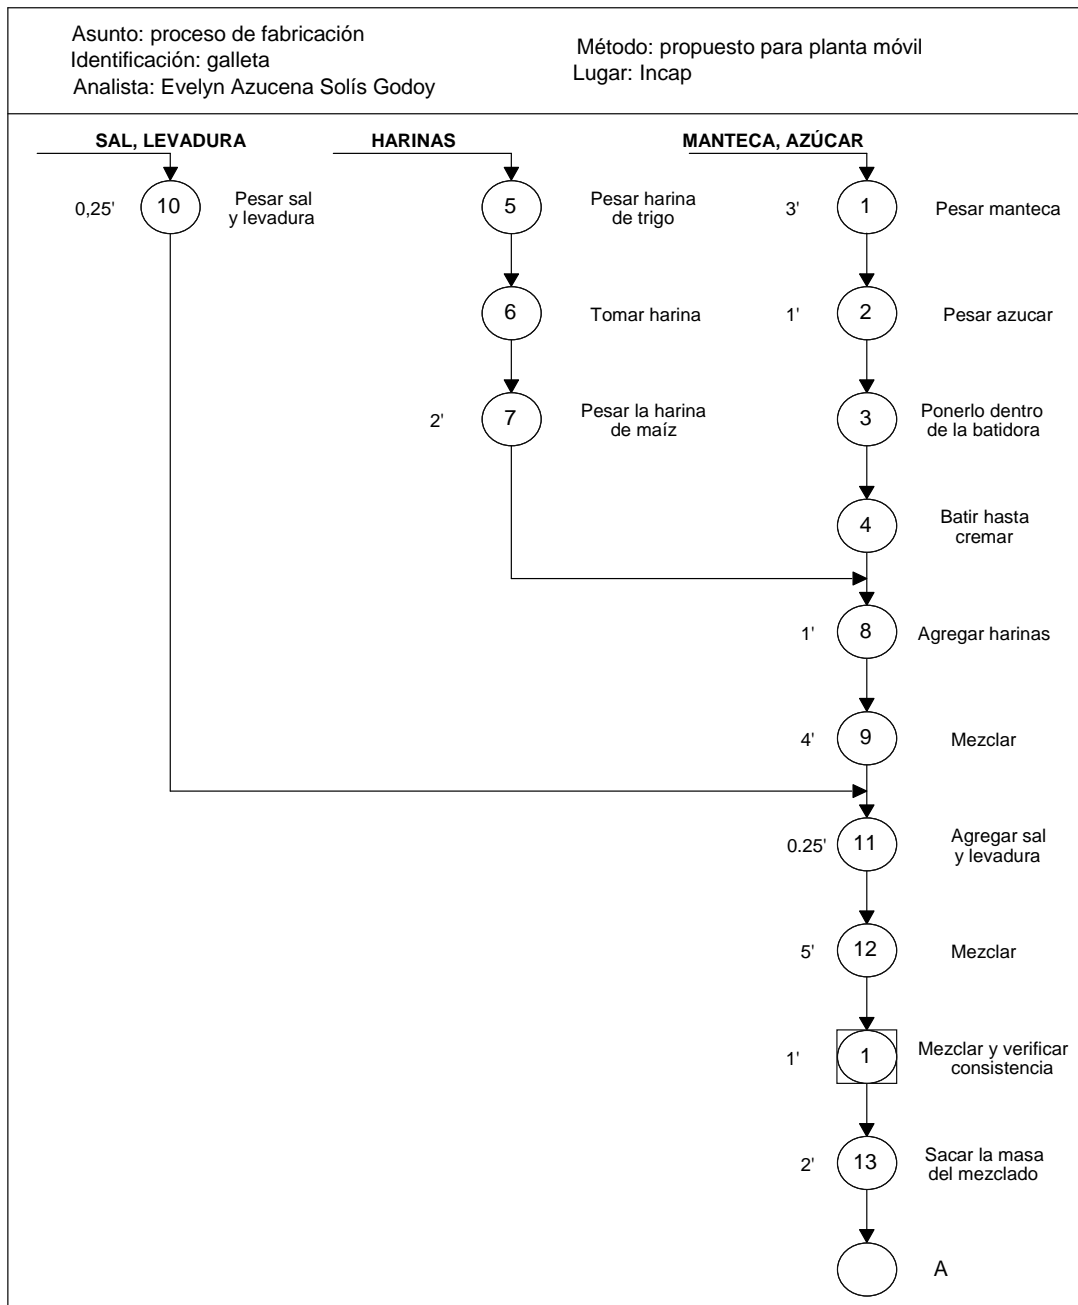 Asunto: proceso de fabricación
Identificación: galleta
Analista: Evelyn Azucena Solís Godoy
Método: propuesto para planta móvil
Lugar: Incap
SAL, LEVADURA
HARINAS
MANTECA, AZÚCAR
0,25'
10
Pesar sal
y levadura
5
Pesar harina
de trigo
3'
1
Pesar manteca
6
Tomar harina
1'
2
Pesar azucar
2'
7
Pesar la harina
de maíz
3
Ponerlo dentro
de la batidora
4
Batir hasta
cremar
1'
8
Agregar harinas
4'
9
Mezclar
0.25'
11
Agregar sal
y levadura
5'
12
Mezclar
1'
1
Mezclar y verificar
consistencia
2'
13
Sacar la masa
del mezclado
A